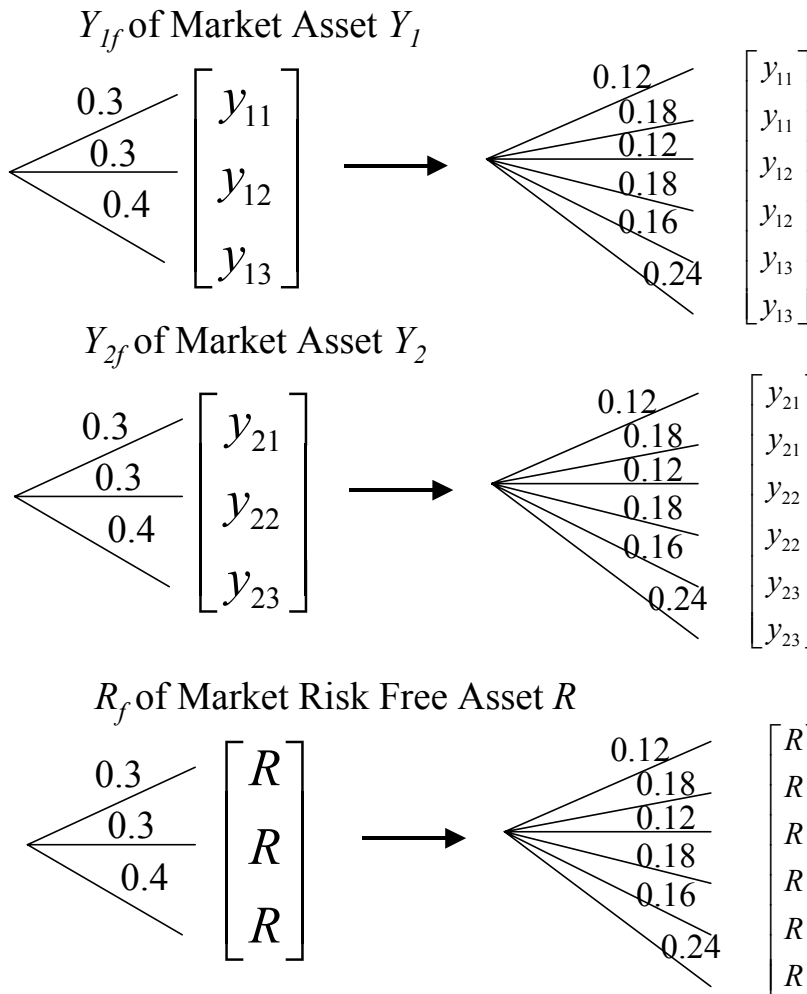 Y1f of Market Asset Y1
0.3
0.3
0.4
y11
y12
y13
0.12
0.18
0.12
0.18
0.16
0.24
y11
y11
y12
y12
y13
y13
Y2f of Market Asset Y2
0.3
0.3
0.4
y21
y22
y23
0.12
0.18
0.12
0.18
0.16
0.24
y21
y21
y22
y22
y23
y23
Rf of Market Risk Free Asset R
0.3
0.3
0.4
R
R
R
0.12
0.18
0.12
0.18
0.16
0.24
R
R
R
R
R
R